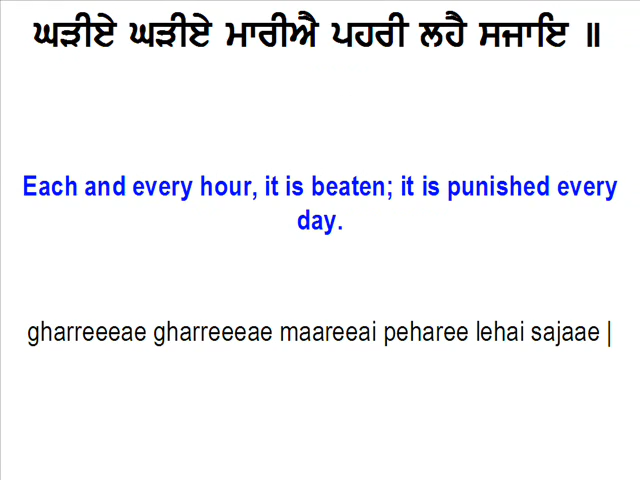 ਘੜੀਏ ਘੜੀਏ ਮਾਰੀਐ ਪਹਰੀ ਲਹੈ ਸਜਾਇ ॥
Each and every hour, it is beaten; it is punished every
day.
gharreeeae gharreeeae maareeai peharee lehai sajaae |